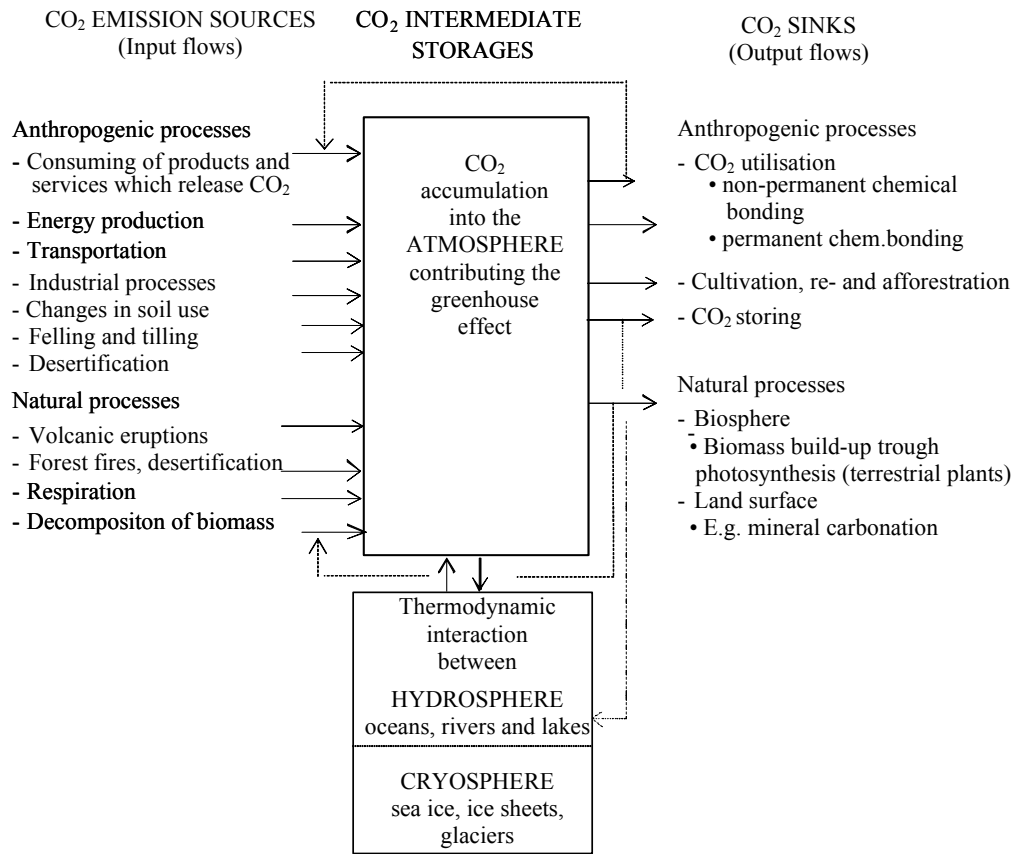 CO₂ EMISSION SOURCES
(Input flows)
CO₂ INTERMEDIATE
STORAGES
CO₂ SINKS
(Output flows)
Anthropogenic processes
- Consuming of products and
services which release CO₂
- Energy production
- Transportation
- Industrial processes
- Changes in soil use
- Felling and tilling
- Desertification
Natural processes
- Volcanic eruptions
- Forest fires, desertification
- Respiration
- Decompositon of biomass
CO₂
accumulation
into the
ATMOSPHERE
contributing the
greenhouse
effect
Thermodynamic
interaction
between
HYDROSPHERE
oceans, rivers and lakes
CRYOSPHERE
sea ice, ice sheets,
glaciers
Anthropogenic processes
- CO₂ utilisation
• non-permanent chemical
bonding
• permanent chem.bonding
- Cultivation, re- and afforestration
- CO₂ storing
Natural processes
- Biosphere
-
• Biomass build-up trough
photosynthesis (terrestrial plants)
- Land surface
• E.g. mineral carbonation